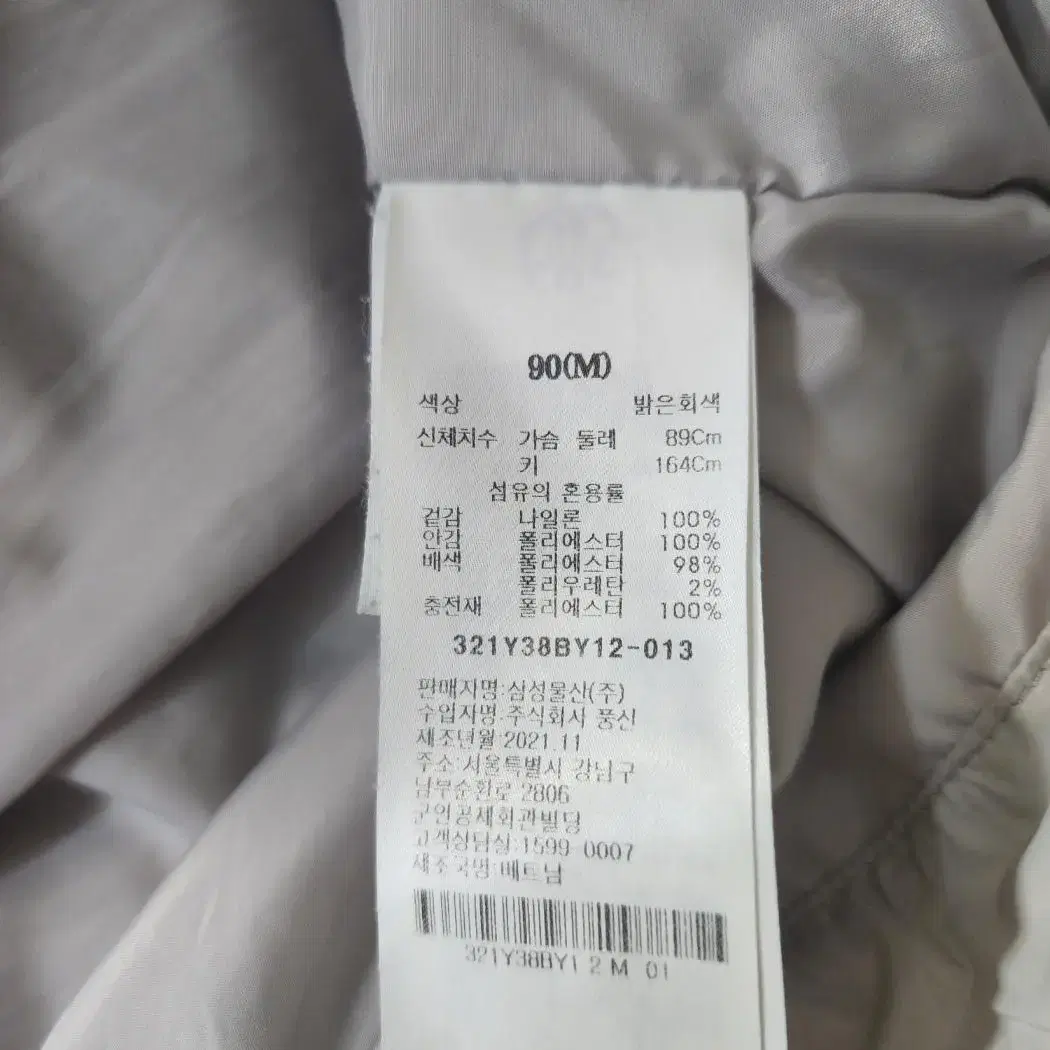 90(M)
색상 밝은회색
신체치수 가슴 둘레 89Cm
키 164Cm
섬유의 혼용률
겉감 나일론 100%
안감 폴리에스터 100%
배색 폴리에스터 98%
폴리우레탄 2%
충전재 폴리에스터 100%
321Y38BY12-013
판매자명:삼성물산(주)
수입자명:주식회사 풍신
제조년월:2021.11
주소:서울특별시 강남구
남부순환로 2806
군인공제회관빌딩
고객상담실:1599-0007
제조국명:베트남
321Y38BY1 2 M 01